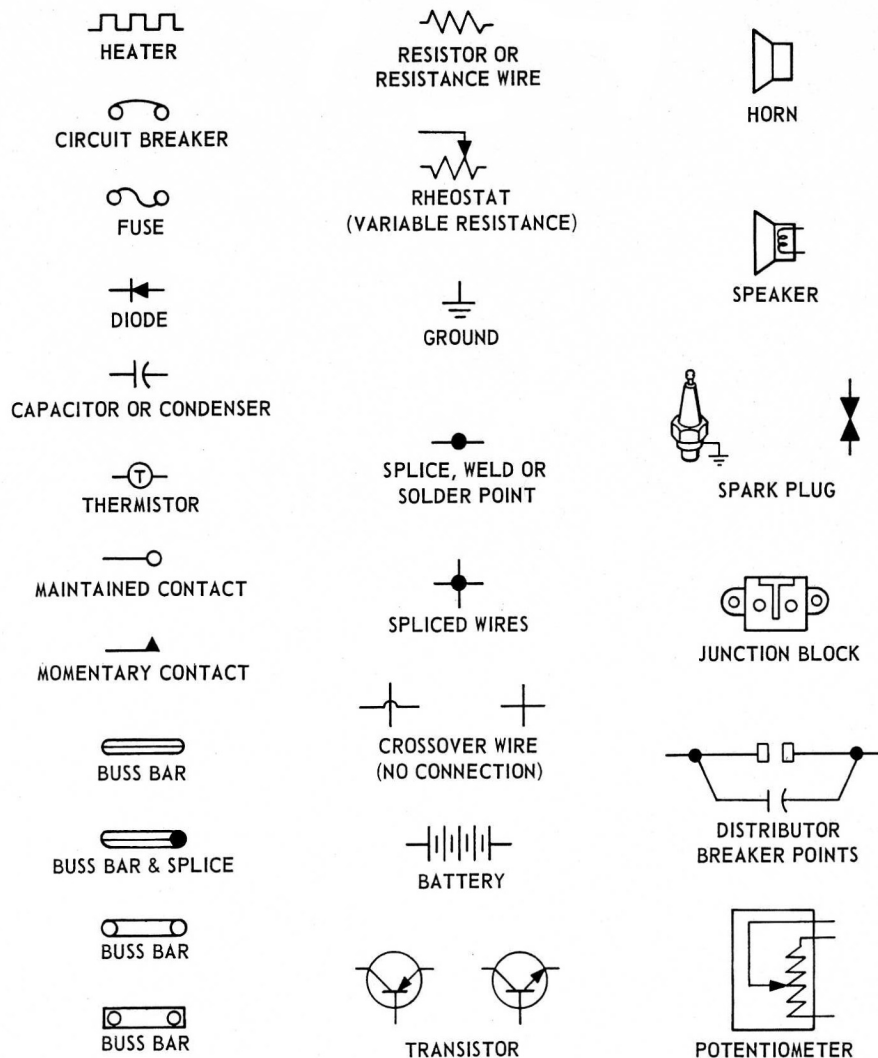 HEATER
CIRCUIT BREAKER
FUSE
DIODE
CAPACITOR OR CONDENSER
T
THERMISTOR
MAINTAINED CONTACT
MOMENTARY CONTACT
BUSS BAR
BUSS BAR & SPLICE
BUSS BAR
BUSS BAR
RESISTOR OR
RESISTANCE WIRE
RHEOSTAT
(VARIABLE RESISTANCE)
GROUND
SPLICE, WELD OR
SOLDER POINT
SPLICED WIRES
CROSSOVER WIRE
(NO CONNECTION)
BATTERY
TRANSISTOR
HORN
SPEAKER
SPARK PLUG
JUNCTION BLOCK
DISTRIBUTOR
BREAKER POINTS
POTENTIOMETER